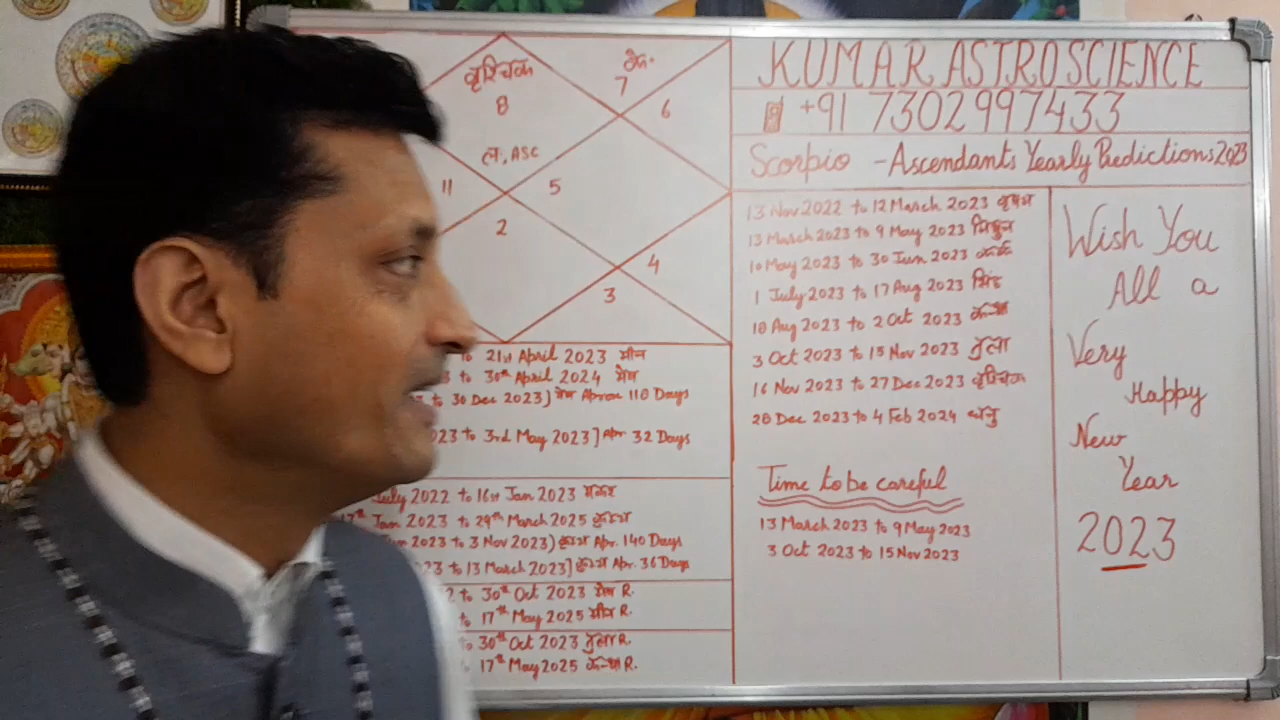 KUMAR ASTROSCIENCE
+91 7302997433
Scorpio - Ascendants Yearly Predictions 2023
वृश्चिक
8
के.
7
6
ल., ASC
11
5
2
4
3
to 21st April 2023 मीन
to 30th April 2024 मेष
to 30 Dec 2023) मेष Aprox 118 Days
023 to 3rd May 2023] Apr 32 Days
July 2022 to 16th Jan 2023 मकर
17th Jan 2023 to 29th March 2025 कुम्भ
2023 to 3 Nov 2023) कुम्भ Apr. 140 Days
23 to 13 March 2023] कुम्भ Apr. 36 Days
2 to 30th Oct 2023 मेष R.
to 17th May 2025 मीन R.
to 30th Oct 2023 तुला R.
to 17th May 2025 कन्या R.
13 Nov 2022 to 12 March 2023 वृषभ
13 March 2023 to 9 May 2023 मिथुन
10 May 2023 to 30 Jun 2023 कर्क
1 July 2023 to 17 Aug 2023 सिंह
18 Aug 2023 to 2 Oct 2023 कन्या
3 Oct 2023 to 15 Nov 2023 तुला
16 Nov 2023 to 27 Dec 2023 वृश्चिक
28 Dec 2023 to 4 Feb 2024 धनु
Time to be careful
13 March 2023 to 9 May 2023
3 Oct 2023 to 15 Nov 2023
Wish You
All a
Very
Happy
New
Year
2023